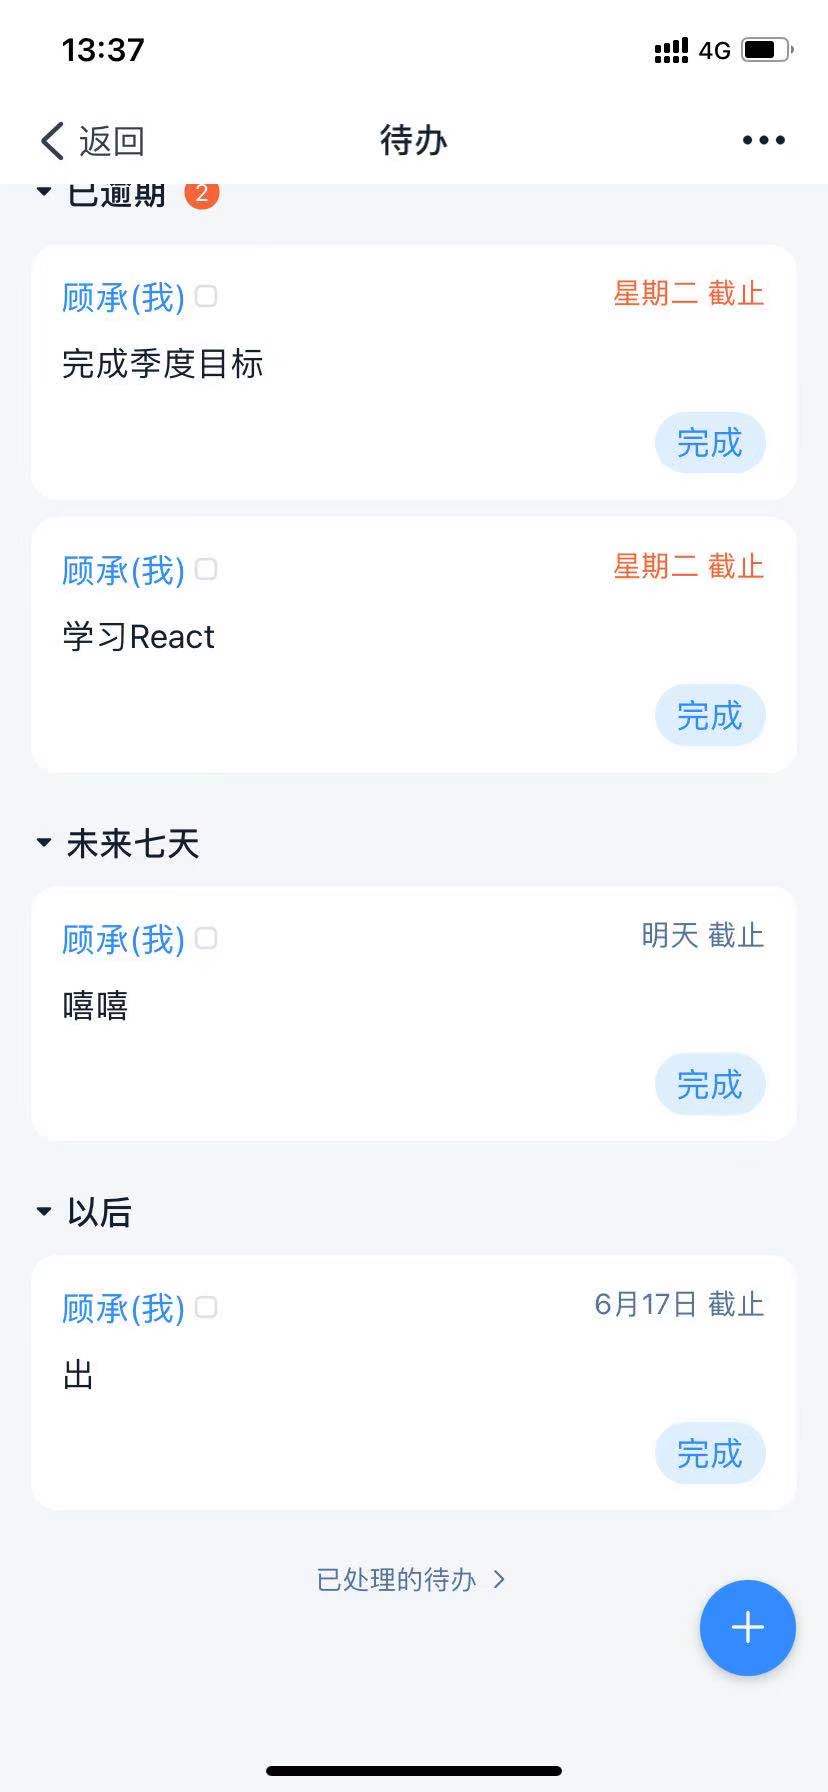 13:37
4G
返回
待办
已逾期 2
顾承(我)
星期二 截止
完成季度目标
完成
顾承(我)
星期二 截止
学习React
完成
未来七天
顾承(我)
明天 截止
嘻嘻
完成
以后
顾承(我)
6月17日 截止
出
完成
已处理的待办